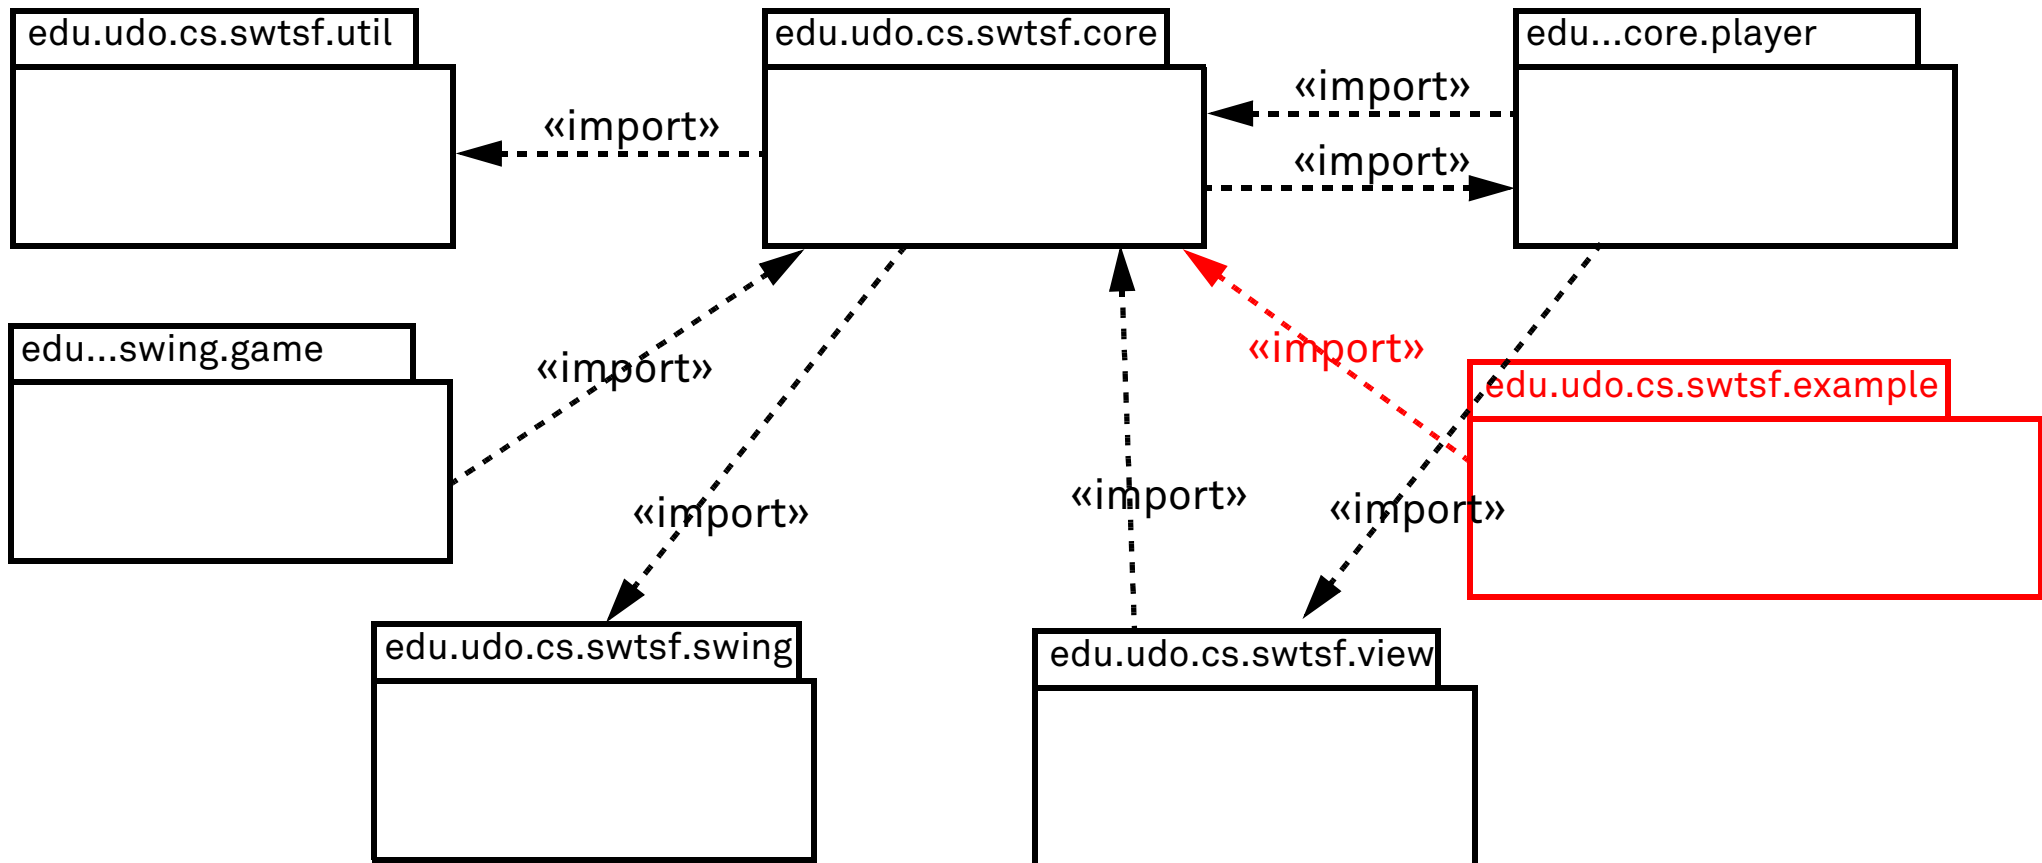 edu.udo.cs.swtsf.util
edu.udo.cs.swtsf.core
edu...core.player
«import»
«import»
«import»
edu...swing.game
«import»
«import»
edu.udo.cs.swtsf.example
«import»
«import»
«import»
edu.udo.cs.swtsf.swing
edu.udo.cs.swtsf.view